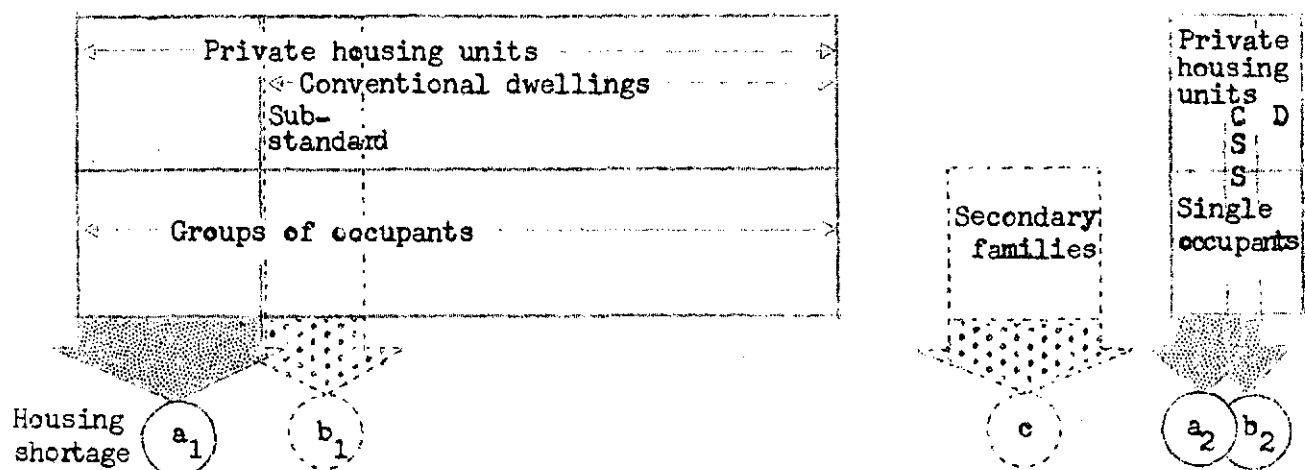 Private housing units
Conventional dwellings
Sub-
standard
Groups of occupants
Secondary
families
Private
housing
units
C D
S
S
Single
occupants
Housing
shortage
a1
b1
c
a2
b2